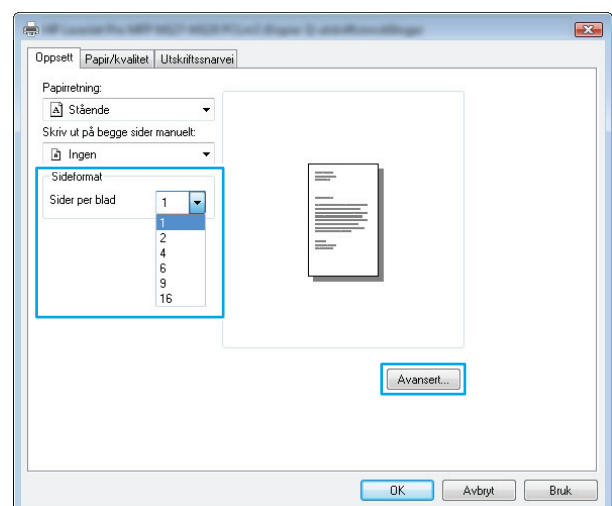 Oppsett Papir/kvalitet Utskriftssnarvei
Papirretning:
Stående
Skriv ut på begge sider manuelt:
Ingen
Sideformat
Sider per blad 1
1
2
4
6
9
16
Avansert...
OK Avbryt Bruk